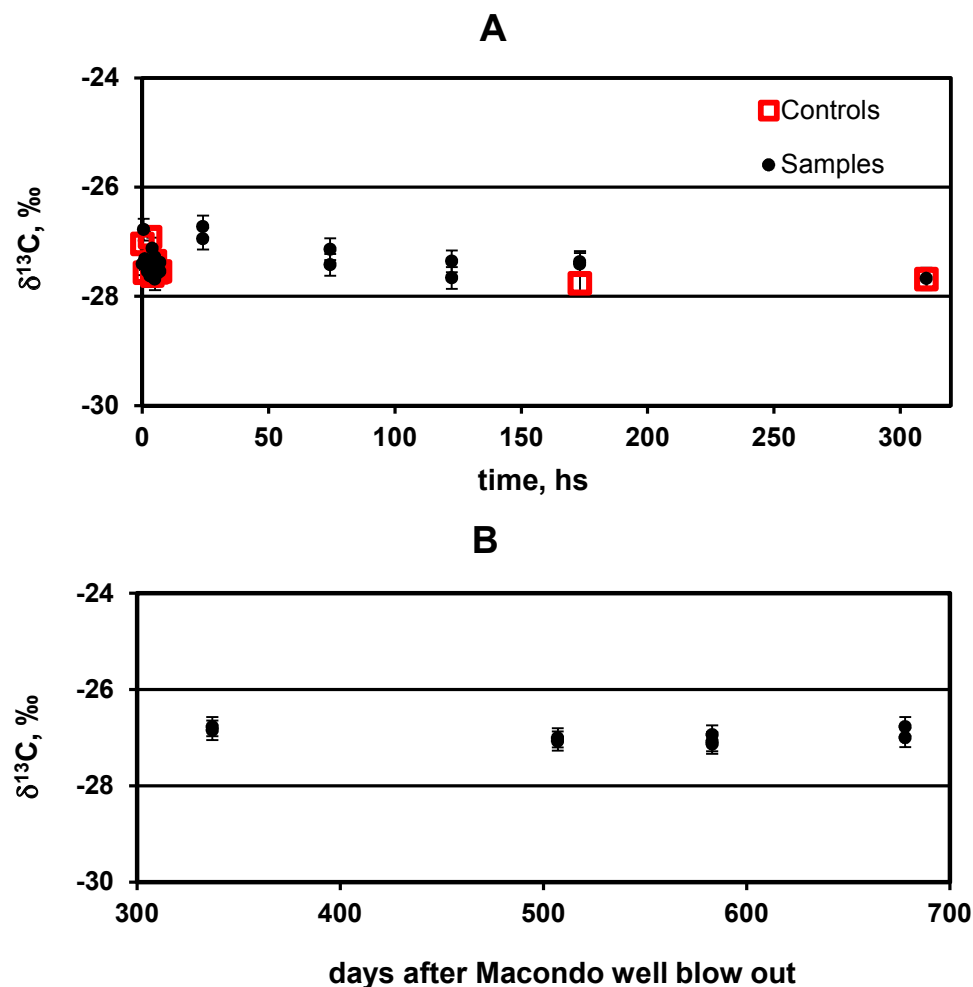 A
-24
-26
-28
-30
δ¹³C, ‰
Controls
Samples
0 50 100 150 200 250 300
time, hs
B
-24
-26
-28
-30
δ¹³C, ‰
300 400 500 600 700
days after Macondo well blow out